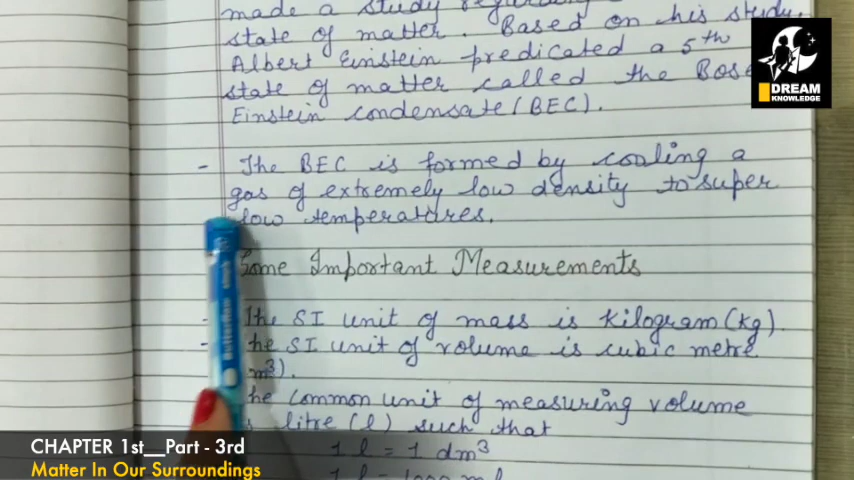 made a study regarding
state of matter. Based on his study,
Albert Einstein predicated a 5th
state of matter called the Bose
Einstein condensate (BEC).
- The BEC is formed by cooling a
gas of extremely low density to super
low temperatures.
Some Important Measurements
- The SI unit of mass is kilogram (kg).
- The SI unit of volume is cubic metre
(m³).
The common unit of measuring volume
is litre (l) such that
1 l = 1 dm³
1 l = 1000 ml
DREAM
KNOWLEDGE
CHAPTER 1st__Part - 3rd
Matter In Our Surroundings